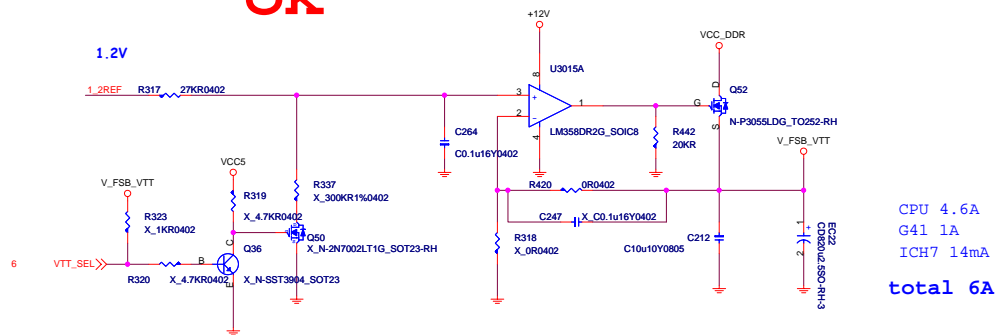 OK
1.2V
+12V
VCC_DDR
1_2REF
R317
27KR0402
8
U3015A
3
+
2
-
1
4
LM358DR2G_SOIC8
D
G
S
Q52
N-P3055LDG_TO252-RH
C264
C0.1u16Y0402
R442
20KR
V_FSB_VTT
VCC5
V_FSB_VTT
R319
X_4.7KR0402
R337
X_300KR1%0402
R420
0R0402
C247
X_C0.1u16Y0402
R323
X_1KR0402
Q50
X_N-2N7002LT1G_SOT23-RH
R318
X_0R0402
C212
C10u10Y0805
1
+
2
EC22
CD820u2.5SO-RH-3
6
VTT_SEL
R320
X_4.7KR0402
B
C
E
Q36
X_N-SST3904_SOT23
CPU 4.6A
G41 1A
ICH7 14mA
total 6A